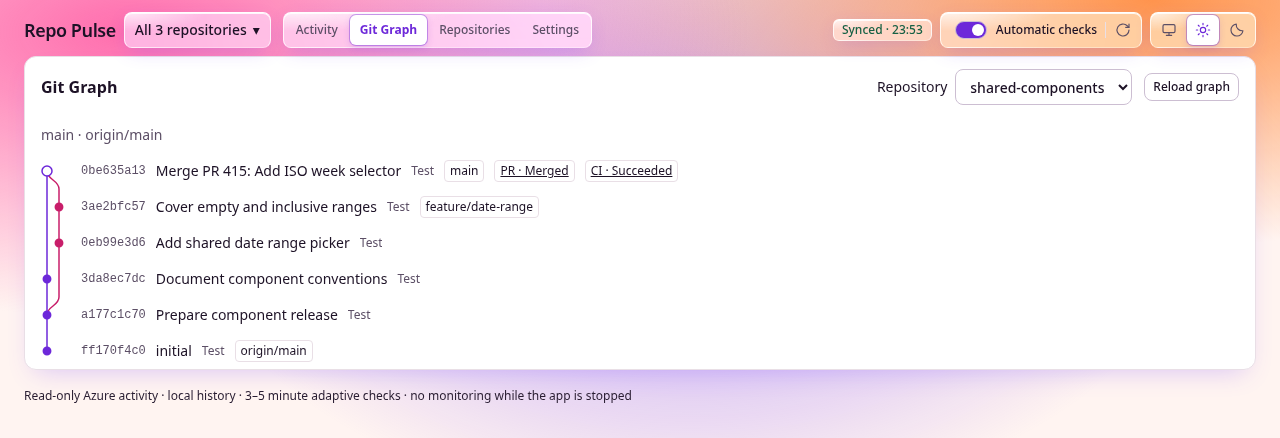 Repo Pulse All 3 repositories ▾ Activity Git Graph Repositories Settings Synced · 23:53 Automatic checks
Git Graph Repository shared-components Reload graph
main · origin/main
0be635a13 Merge PR 415: Add ISO week selector Test main PR · Merged CI · Succeeded
3ae2bfc57 Cover empty and inclusive ranges Test feature/date-range
0eb99e3d6 Add shared date range picker Test
3da8ec7dc Document component conventions Test
a177c1c70 Prepare component release Test
ff170f4c0 initial Test origin/main
Read-only Azure activity · local history · 3–5 minute adaptive checks · no monitoring while the app is stopped